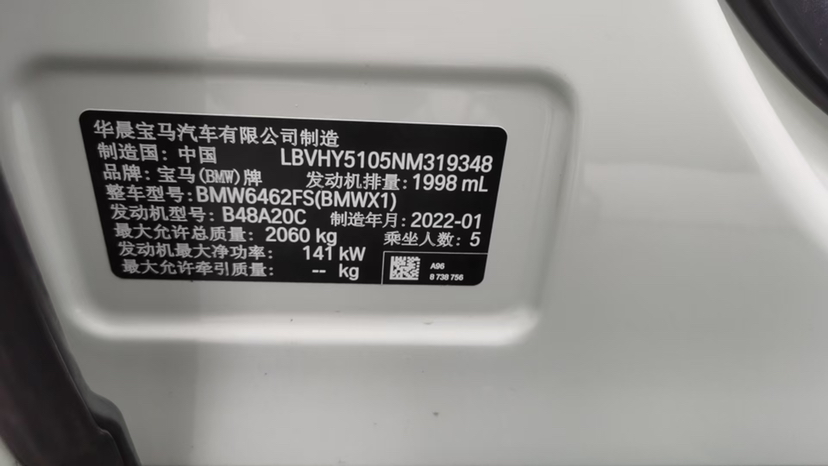 华晨宝马汽车有限公司制造
制造国: 中国 LBVHY5105NM319348
品牌: 宝马(BMW)牌 发动机排量: 1998 mL
整车型号: BMW6462FS(BMWX1)
发动机型号: B48A20C 制造年月: 2022-01
最大允许总质量: 2060 kg 乘坐人数: 5
发动机最大净功率: 141 kW
最大允许牵引质量: -- kg
A96
8 738 756